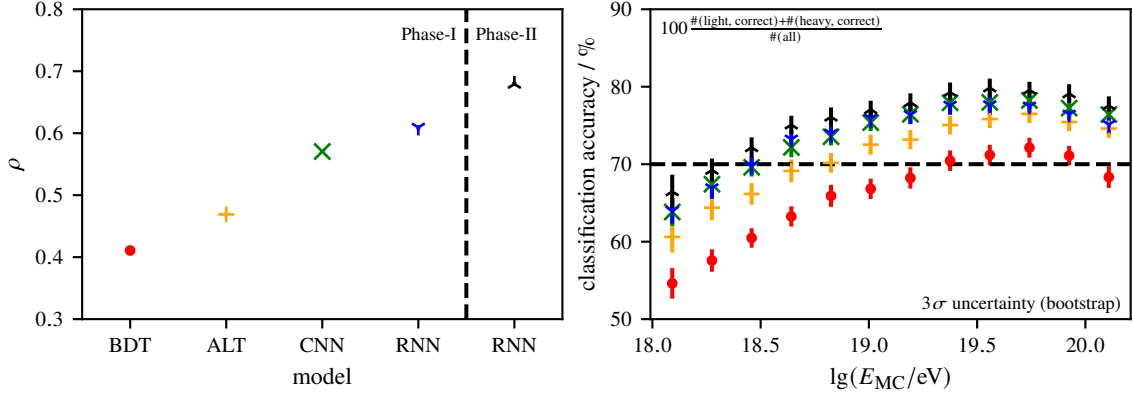 0.8
0.7
0.6
0.5
0.4
0.3
ρ
Phase-I
Phase-II
BDT
ALT
CNN
RNN
RNN
model
90
80
70
60
50
classification accuracy / %
100 #(light, correct)+#(heavy, correct)
#(all)
3σ uncertainty (bootstrap)
18.0
18.5
19.0
19.5
20.0
lg(E_MC/eV)